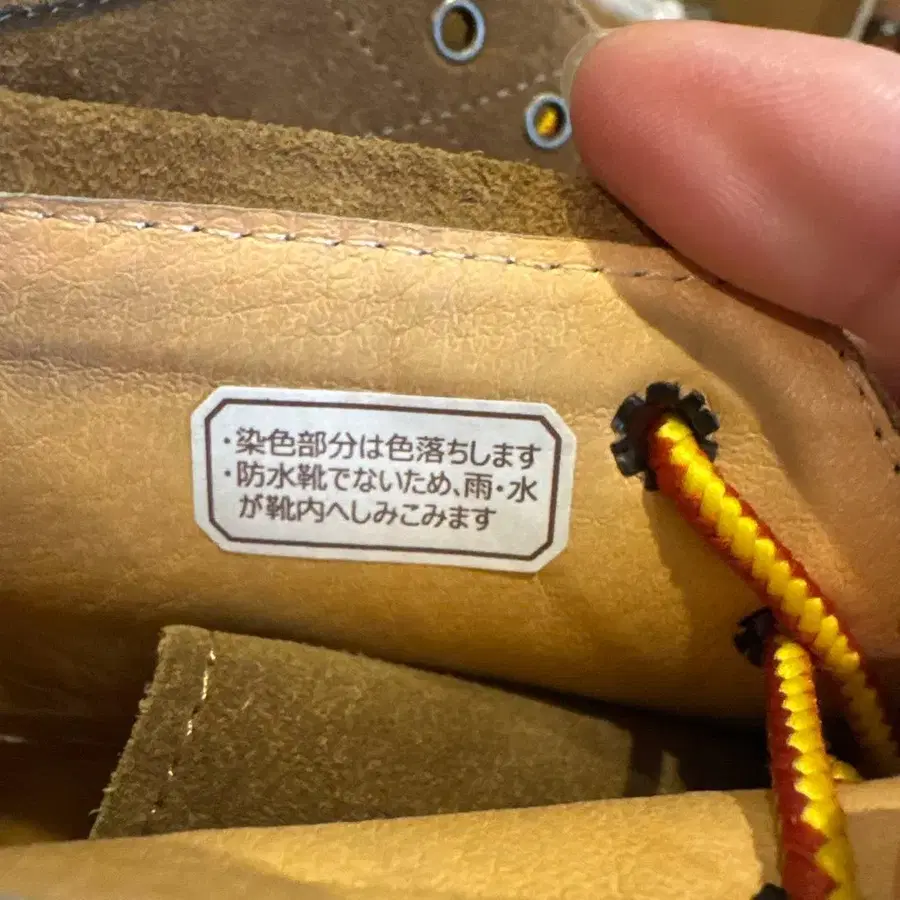 ・染色部分は色落ちします
・防水靴でないため、雨・水
が靴内へしみこみます